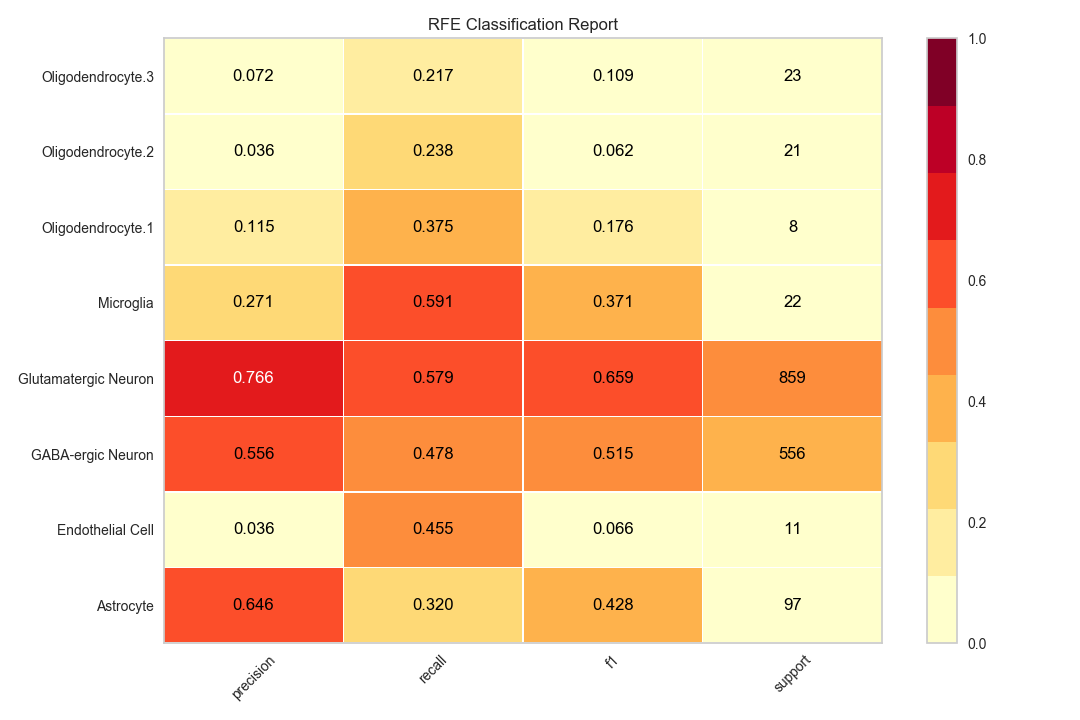 RFE Classification Report
Oligodendrocyte.3 0.072 0.217 0.109 23
Oligodendrocyte.2 0.036 0.238 0.062 21
Oligodendrocyte.1 0.115 0.375 0.176 8
Microglia 0.271 0.591 0.371 22
Glutamatergic Neuron 0.766 0.579 0.659 859
GABA-ergic Neuron 0.556 0.478 0.515 556
Endothelial Cell 0.036 0.455 0.066 11
Astrocyte 0.646 0.320 0.428 97
precision recall f1 support
1.0
0.8
0.6
0.4
0.2
0.0